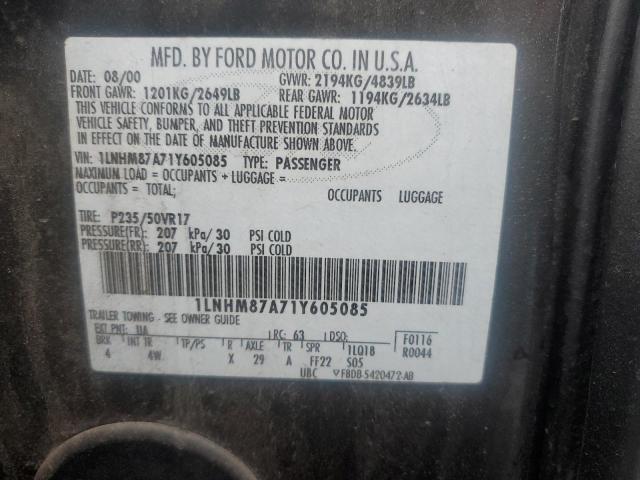 MFD. BY FORD MOTOR CO. IN U.S.A.
DATE: 08/00 GVWR: 2194KG/4839LB
FRONT GAWR: 1201KG/2649LB REAR GAWR: 1194KG/2634LB
THIS VEHICLE CONFORMS TO ALL APPLICABLE FEDERAL MOTOR
VEHICLE SAFETY, BUMPER, AND THEFT PREVENTION STANDARDS
IN EFFECT ON THE DATE OF MANUFACTURE SHOWN ABOVE.
VIN: 1LNHM87A71Y605085 TYPE: PASSENGER
MAXIMUM LOAD = OCCUPANTS + LUGGAGE =
OCCUPANTS = TOTAL; OCCUPANTS LUGGAGE
TIRE: P235/50VR17
PRESSURE(FR): 207 kPa/30 PSI COLD
PRESSURE(RR): 207 kPa/30 PSI COLD
1LNHM87A71Y605085
TRAILER TOWING - SEE OWNER GUIDE
EXT PNT: UA RC: 63 DSO: F0116
BRK INT TR TP/PS R AXLE TR SPR 1LQ18 R0044
4 4W X 29 A FF22 S05
UBC F8DB-5420472-AB